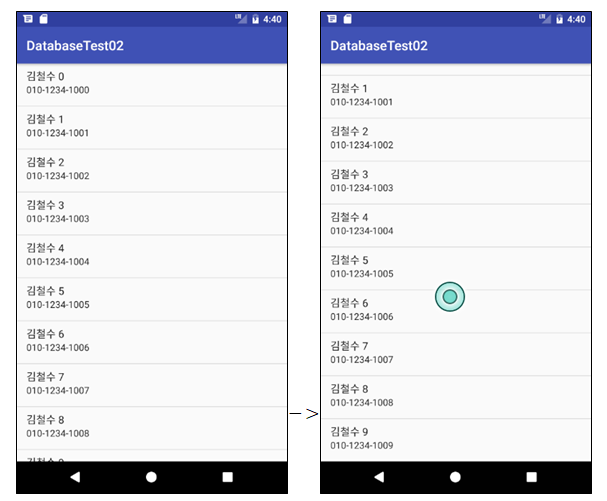 LTE 4:40
DatabaseTest02
김철수 0
010-1234-1000
김철수 1
010-1234-1001
김철수 2
010-1234-1002
김철수 3
010-1234-1003
김철수 4
010-1234-1004
김철수 5
010-1234-1005
김철수 6
010-1234-1006
김철수 7
010-1234-1007
김철수 8
010-1234-1008
->
LTE 4:40
DatabaseTest02
김철수 1
010-1234-1001
김철수 2
010-1234-1002
김철수 3
010-1234-1003
김철수 4
010-1234-1004
김철수 5
010-1234-1005
김철수 6
010-1234-1006
김철수 7
010-1234-1007
김철수 8
010-1234-1008
김철수 9
010-1234-1009